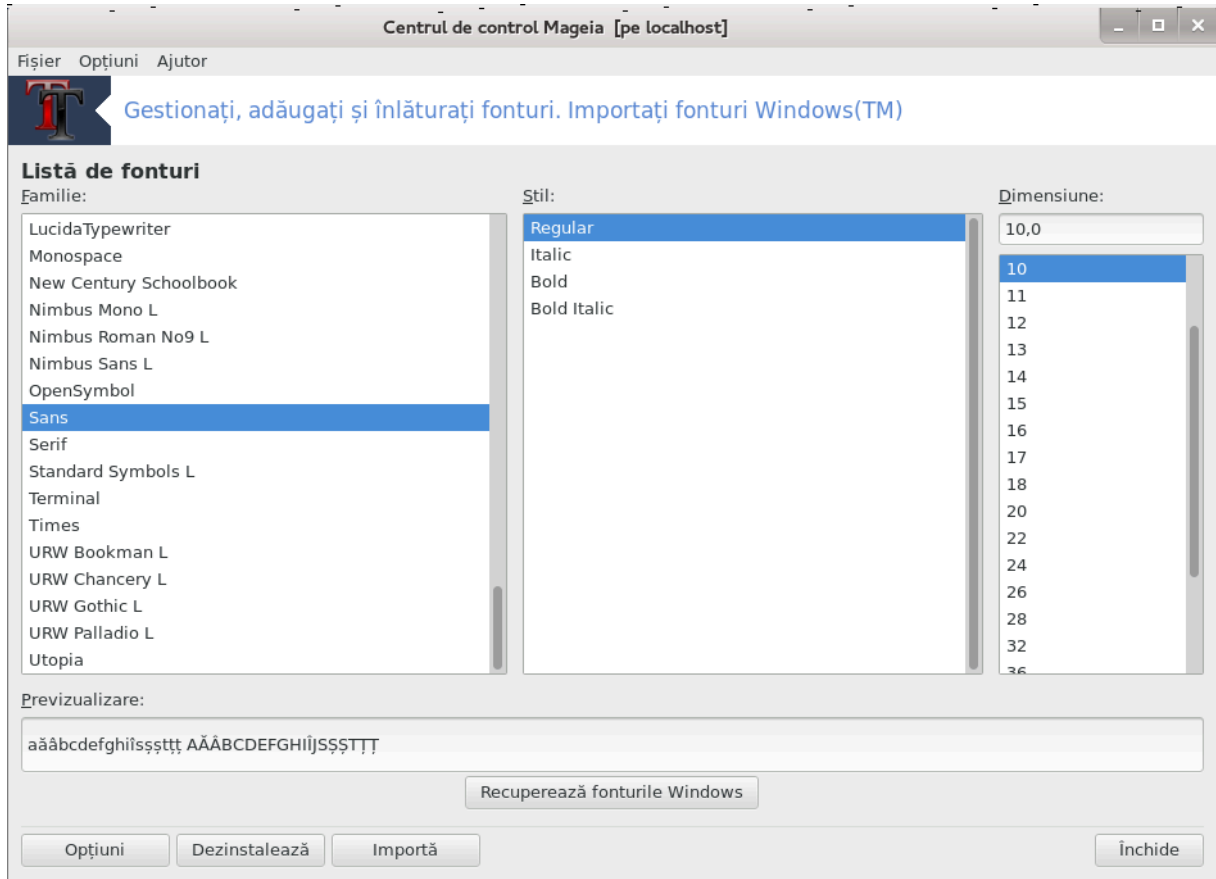 Centrul de control Mageia [pe localhost]
Fișier Opțiuni Ajutor
Gestionați, adăugați și înlăturați fonturi. Importați fonturi Windows(TM)
Listă de fonturi
Familie:
LucidaTypewriter
Monospace
New Century Schoolbook
Nimbus Mono L
Nimbus Roman No9 L
Nimbus Sans L
OpenSymbol
Sans
Serif
Standard Symbols L
Terminal
Times
URW Bookman L
URW Chancery L
URW Gothic L
URW Palladio L
Utopia
Stil:
Regular
Italic
Bold
Bold Italic
Dimensiune:
10,0
10
11
12
13
14
15
16
17
18
20
22
24
26
28
32
36
Previzualizare:
aăâbcdefghiîsșştțţ AĂÂBCDEFGHIÎJSȘŞTȚŢ
Recuperează fonturile Windows
Opțiuni Dezinstalează Importă Închide